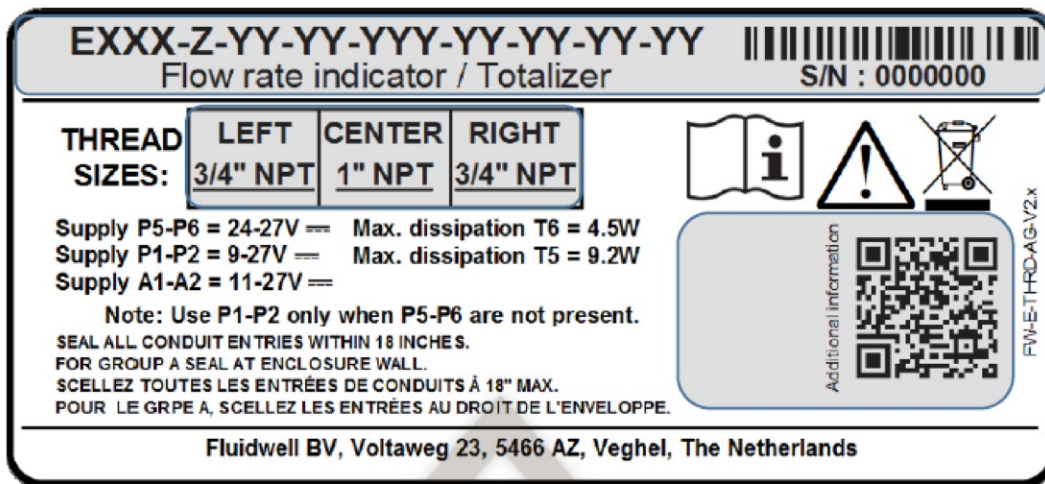 EXXX-Z-YY-YY-YYY-YY-YY-YY-YY
Flow rate indicator / Totalizer
S/N : 0000000
THREAD SIZES:
LEFT CENTER RIGHT
3/4" NPT 1" NPT 3/4" NPT
Supply P5-P6 = 24-27V ⎓ Max. dissipation T6 = 4.5W
Supply P1-P2 = 9-27V ⎓ Max. dissipation T5 = 9.2W
Supply A1-A2 = 11-27V ⎓
Note: Use P1-P2 only when P5-P6 are not present.
SEAL ALL CONDUIT ENTRIES WITHIN 18 INCHES.
FOR GROUP A SEAL AT ENCLOSURE WALL.
SCELLEZ TOUTES LES ENTRÉES DE CONDUITS À 18" MAX.
POUR LE GRPE A, SCELLEZ LES ENTRÉES AU DROIT DE L'ENVELOPPE.
Additional information
FW-E-THRD-AG-V2.x
Fluidwell BV, Voltaweg 23, 5466 AZ, Veghel, The Netherlands